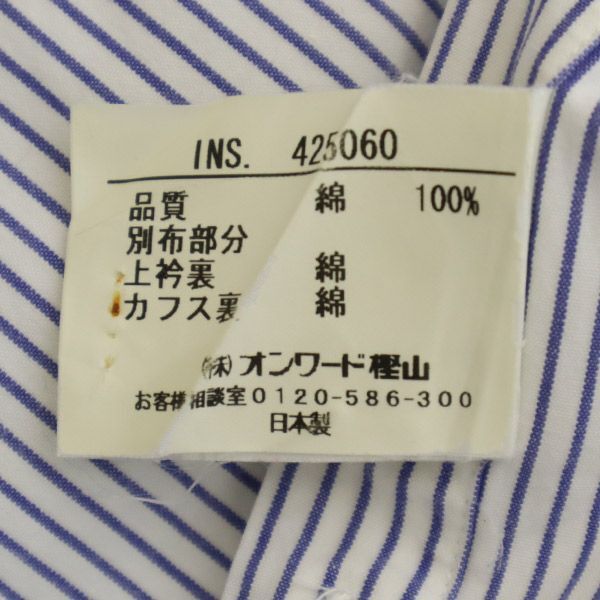 INS. 425060
品質 綿 100%
別布部分
上衿裏 綿
カフス裏 綿
㈱オンワード樫山
お客様相談室0120-586-300
日本製